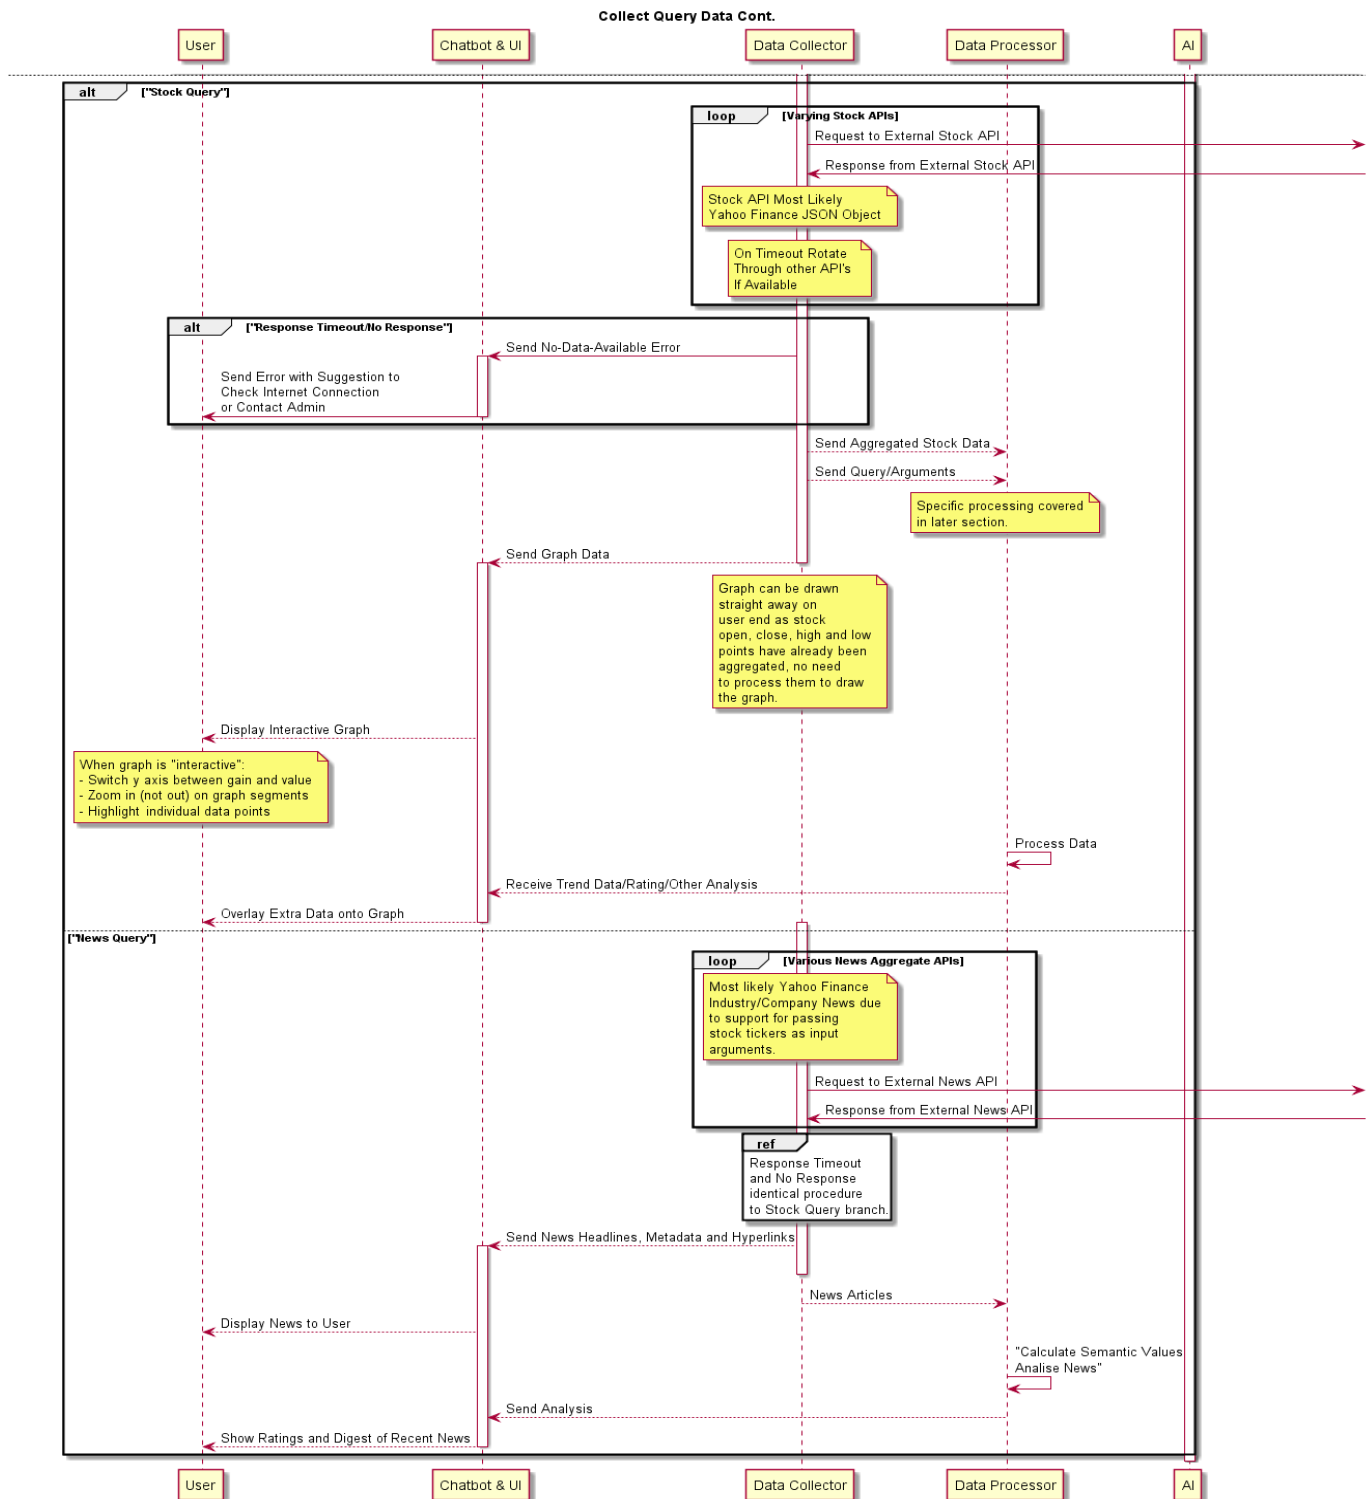 Collect Query Data Cont.
User
Chatbot & UI
Data Collector
Data Processor
AI
alt
["Stock Query"]
loop
[Varying Stock APIs]
Request to External Stock API
Response from External Stock API
Stock API Most Likely
Yahoo Finance JSON Object
On Timeout Rotate
Through other API's
If Available
alt
["Response Timeout/No Response"]
Send No-Data-Available Error
Send Error with Suggestion to
Check Internet Connection
or Contact Admin
Send Aggregated Stock Data
Send Query/Arguments
Specific processing covered
in later section.
Send Graph Data
Graph can be drawn
straight away on
user end as stock
open, close, high and low
points have already been
aggregated, no need
to process them to draw
the graph.
Display Interactive Graph
When graph is "interactive":
- Switch y axis between gain and value
- Zoom in (not out) on graph segments
- Highlight individual data points
Process Data
Receive Trend Data/Rating/Other Analysis
Overlay Extra Data onto Graph
["News Query"]
loop
[Various News Aggregate APIs]
Most likely Yahoo Finance
Industry/Company News due
to support for passing
stock tickers as input
arguments.
Request to External News API
Response from External News API
ref
Response Timeout
and No Response
identical procedure
to Stock Query branch.
Send News Headlines, Metadata and Hyperlinks
News Articles
Display News to User
"Calculate Semantic Values
Analise News"
Send Analysis
Show Ratings and Digest of Recent News
User
Chatbot & UI
Data Collector
Data Processor
AI